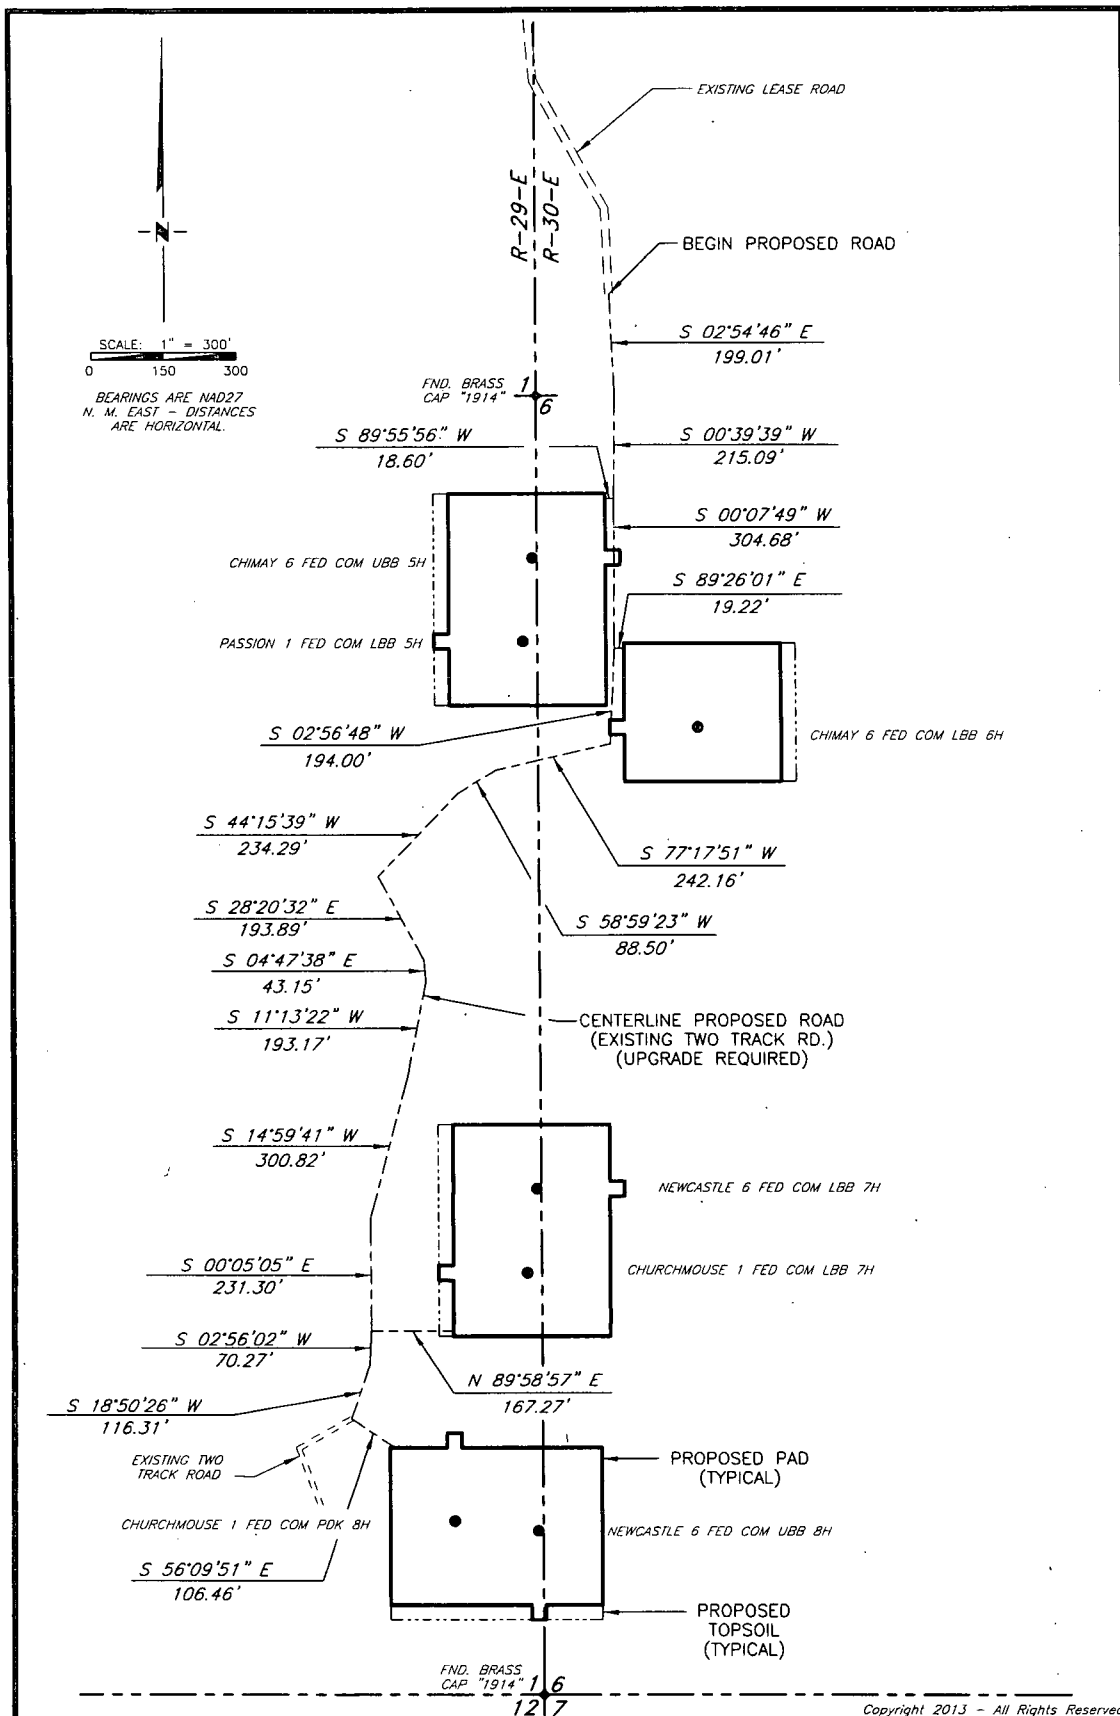 EXISTING LEASE ROAD
R-29-E
R-30-E
N
BEGIN PROPOSED ROAD
SCALE: 1" = 300'
0 150 300
BEARINGS ARE NAD27
N. M. EAST - DISTANCES
ARE HORIZONTAL.
S 02°54'46" E
199.01'
FND. BRASS
CAP "1914"
1
6
S 89°55'56" W
18.60'
S 00°39'39" W
215.09'
S 00°07'49" W
304.68'
CHIMAY 6 FED COM UBB 5H
S 89°26'01" E
19.22'
PASSION 1 FED COM LBB 5H
S 02°56'48" W
194.00'
CHIMAY 6 FED COM LBB 6H
S 44°15'39" W
234.29'
S 77°17'51" W
242.16'
S 28°20'32" E
193.89'
S 58°59'23" W
88.50'
S 04°47'38" E
43.15'
S 11°13'22" W
193.17'
CENTERLINE PROPOSED ROAD
(EXISTING TWO TRACK RD.)
(UPGRADE REQUIRED)
S 14°59'41" W
300.82'
NEWCASTLE 6 FED COM LBB 7H
S 00°05'05" E
231.30'
CHURCHMOUSE 1 FED COM LBB 7H
S 02°56'02" W
70.27'
N 89°58'57" E
167.27'
S 18°50'26" W
116.31'
EXISTING TWO
TRACK ROAD
PROPOSED PAD
(TYPICAL)
CHURCHMOUSE 1 FED COM PDK 8H
NEWCASTLE 6 FED COM UBB 8H
S 56°09'51" E
106.46'
PROPOSED
TOPSOIL
(TYPICAL)
FND. BRASS
CAP "1914"
1 6
12 7
Copyright 2013 - All Rights Reserved